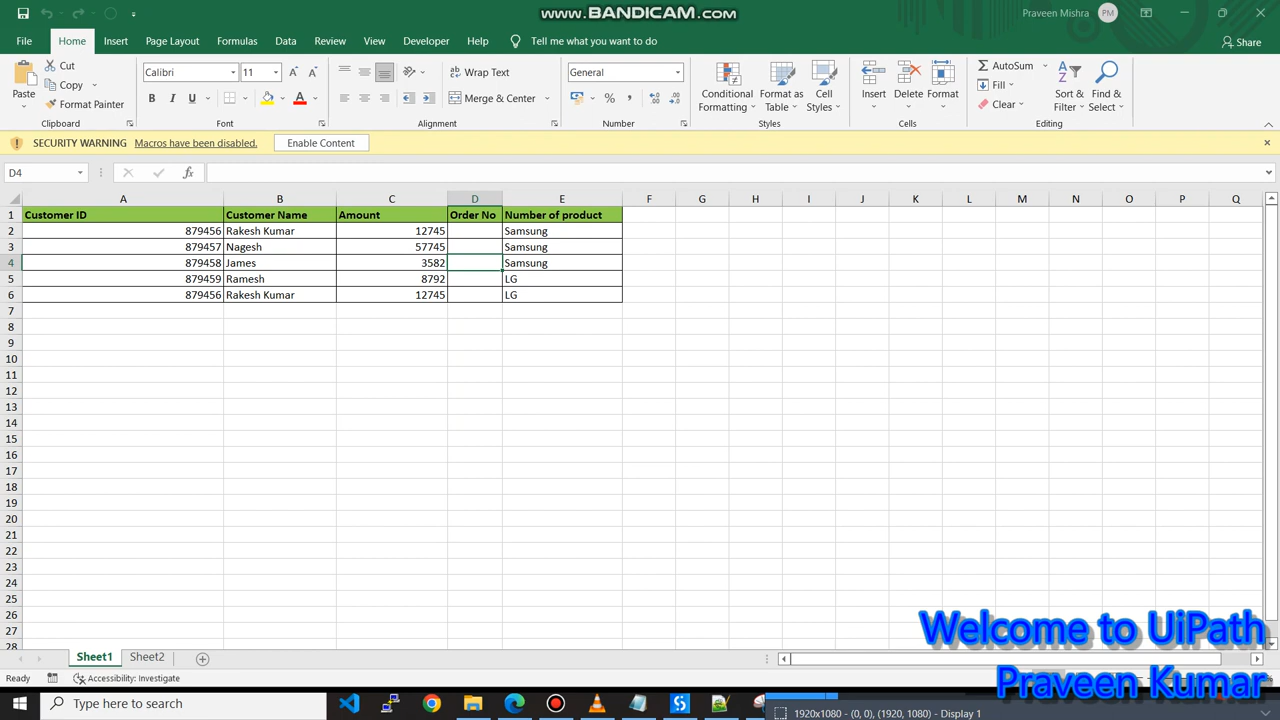 www.BANDICAM.com
Praveen Mishra PM
File Home Insert Page Layout Formulas Data Review View Developer Help Tell me what you want to do Share
Paste Cut Copy Format Painter Clipboard
Calibri 11 A A B I U A Font
ab Wrap Text Merge & Center Alignment
General % , Number
Conditional Formatting Format as Table Cell Styles Styles
Insert Delete Format Cells
AutoSum Fill Clear Sort & Filter Find & Select Editing
SECURITY WARNING Macros have been disabled. Enable Content
D4 fx
A B C D E F G H I J K L M N O P Q
1 Customer ID Customer Name Amount Order No Number of product
2 879456 Rakesh Kumar 12745 Samsung
3 879457 Nagesh 57745 Samsung
4 879458 James 3582 Samsung
5 879459 Ramesh 8792 LG
6 879456 Rakesh Kumar 12745 LG
7
8
9
10
11
12
13
14
15
16
17
18
19
20
21
22
23
24
25
26
27
28
Welcome to UiPath
Praveen Kumar
Sheet1 Sheet2
Ready Accessibility: Investigate
Type here to search
1920x1080 - (0, 0), (1920, 1080) - Display 1